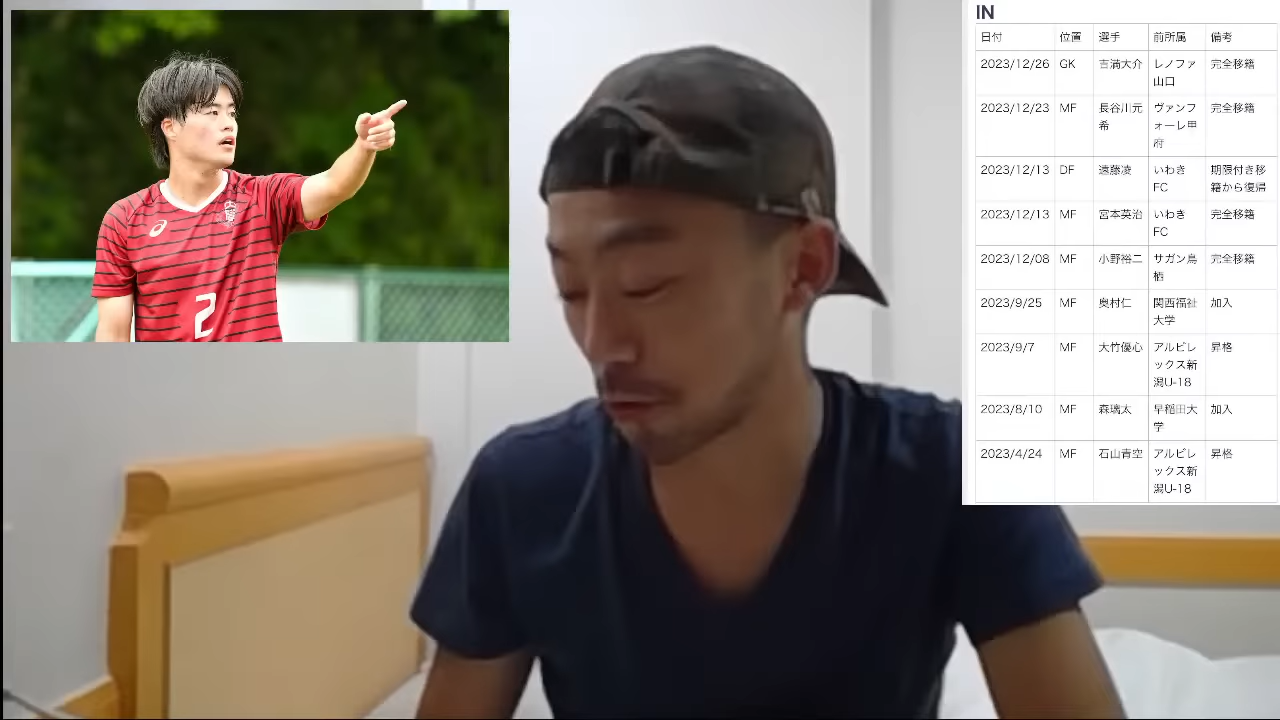 IN
日付 位置 選手 前所属 備考
2023/12/26 GK 吉満大介 レノファ 完全移籍
山口
2023/12/23 MF 長谷川元 ヴァンフ 完全移籍
希 ォーレ甲
府
2023/12/13 DF 遠藤凌 いわき 期限付き移
FC 籍から復帰
2023/12/13 MF 宮本英治 いわき 完全移籍
FC
2023/12/08 MF 小野裕二 サガン鳥 完全移籍
栖
2023/9/25 MF 奥村仁 関西福祉 加入
大学
2023/9/7 MF 大竹優心 アルビレ 昇格
ックス新
潟U-18
2023/8/10 MF 森璃太 早稲田大 加入
学
2023/4/24 MF 石山青空 アルビレ 昇格
ックス新
潟U-18
2